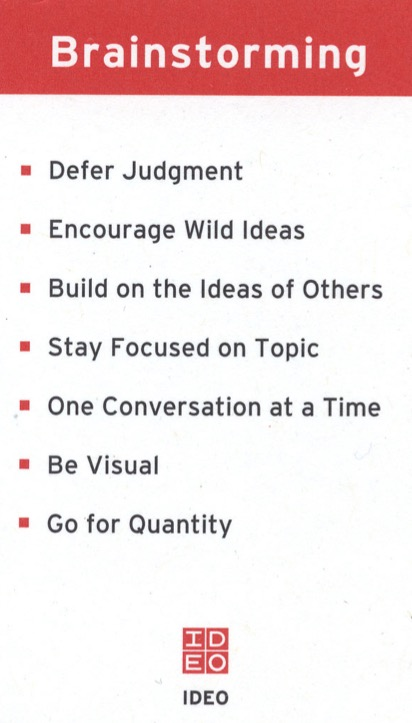 Brainstorming
Defer Judgment
Encourage Wild Ideas
Build on the Ideas of Others
Stay Focused on Topic
One Conversation at a Time
Be Visual
Go for Quantity
ID
EO
IDEO